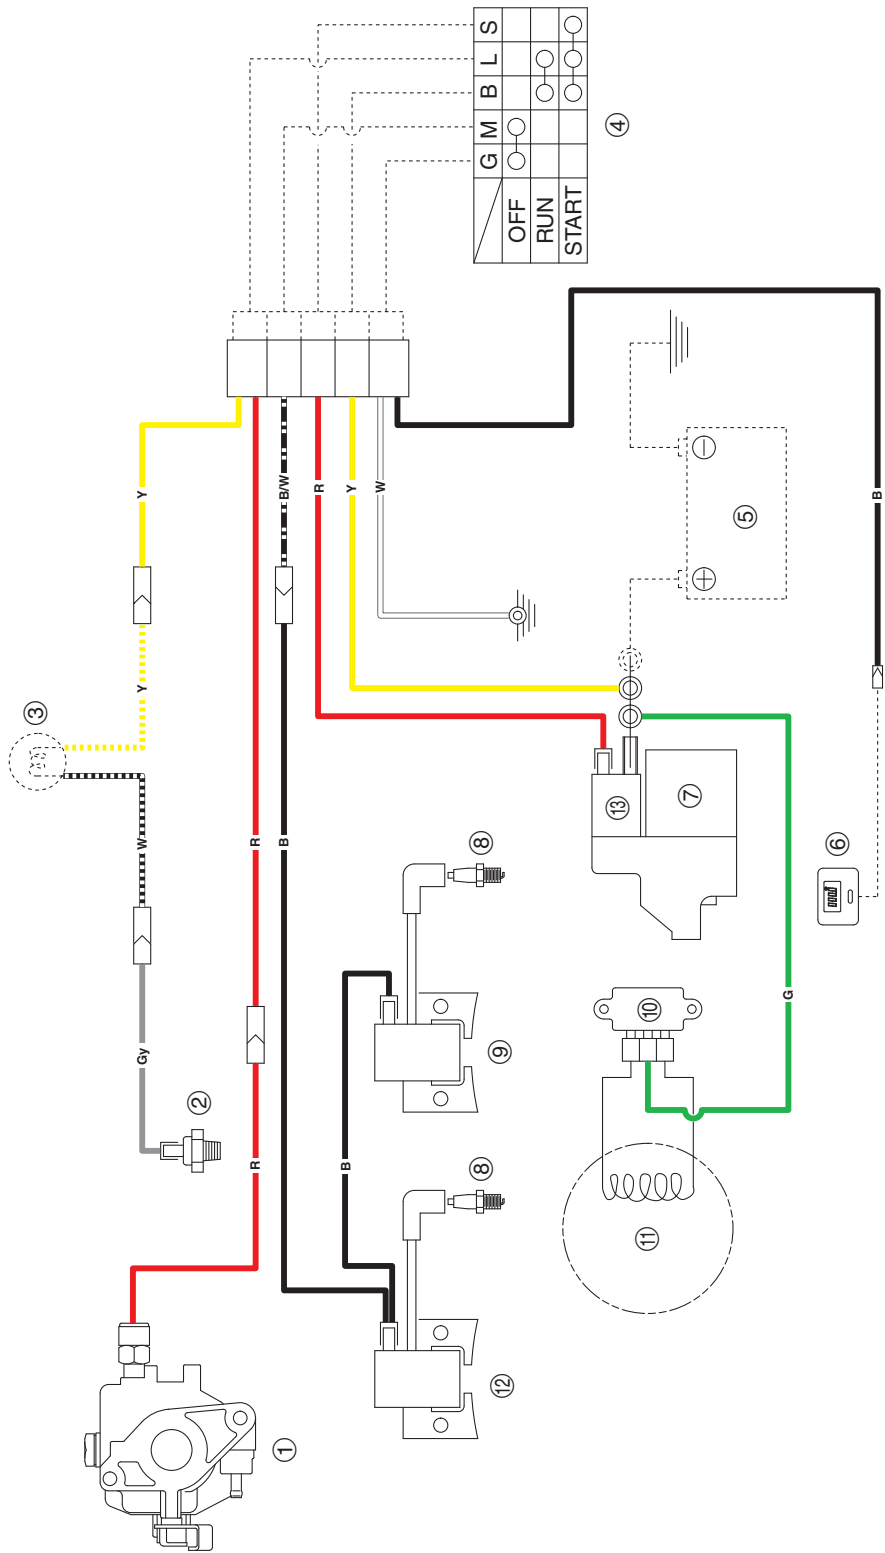 ③
Gy W Y Y
②
R R
① B B/W
R
B Y
W
⑧ ⑧
G M B L S
⑫ ⑨
OFF
RUN
START
⑬ ④
⑪ ⑩
⑦ + −
⑤
G
⑥
B